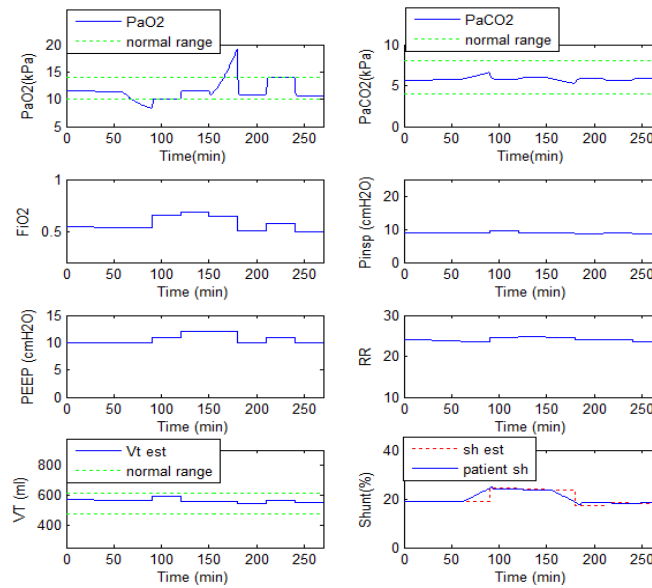 PaO2
normal range
20
15
10
5
PaO2(kPa)
0 50 100 150 200 250
Time(min)
PaCO2
normal range
10
5
0
PaCO2(kPa)
0 50 100 150 200 250
Time(min)
1
0.5
FiO2
0 50 100 150 200 250
Time (min)
20
10
0
Pinsp (cmH2O)
0 50 100 150 200 250
Time (min)
15
10
5
0
PEEP (cmH2O)
0 50 100 150 200 250
Time (min)
30
20
10
RR
0 50 100 150 200 250
Time (min)
Vt est
normal range
800
600
400
VT (ml)
0 50 100 150 200 250
Time (min)
sh est
patient sh
40
20
0
Shunt(%)
0 50 100 150 200 250
Time (min)